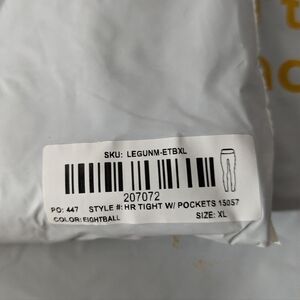 SKU: LEGUNM-ETBXL
207072
PO: 447 STYLE #: HR TIGHT W/ POCKETS 15057
COLOR: EIGHTBALL SIZE: XL